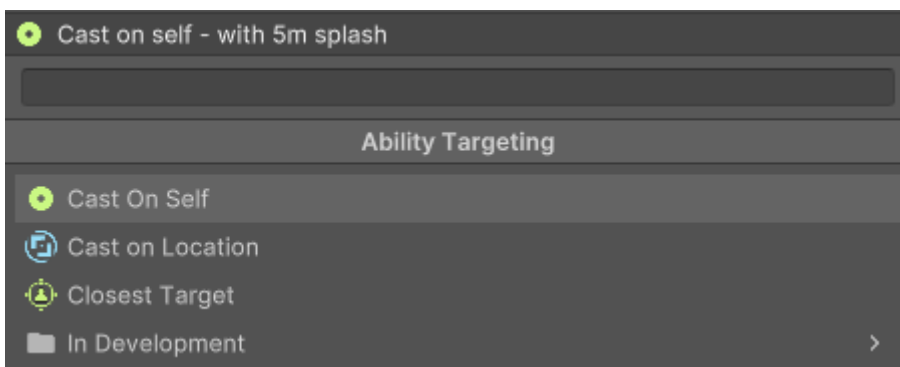 Cast on self - with 5m splash
Ability Targeting
Cast On Self
Cast on Location
Closest Target
In Development